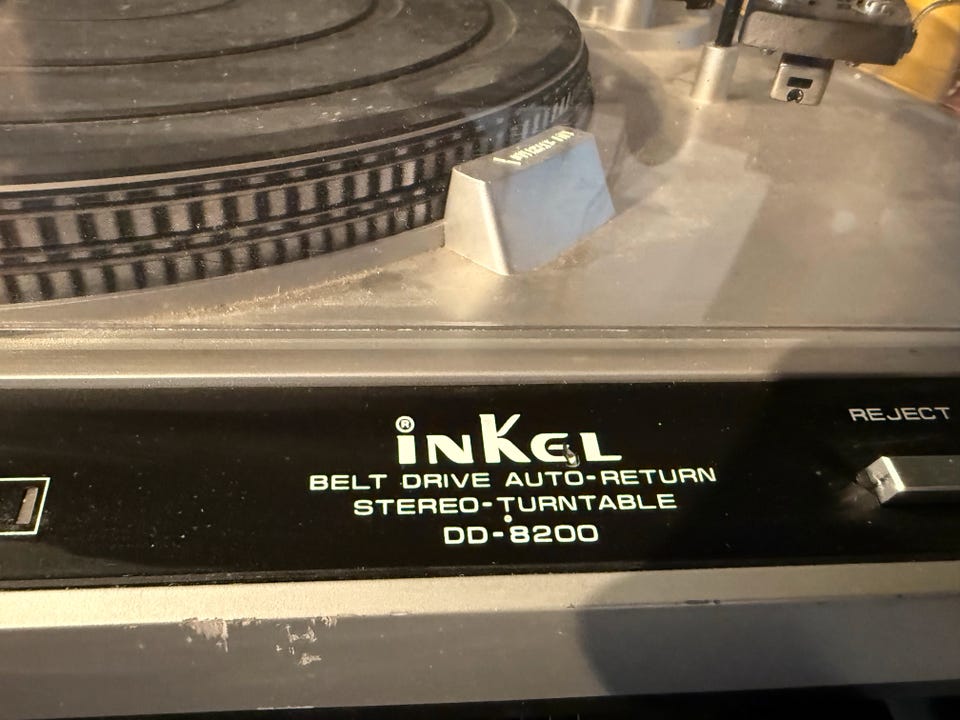 REJECT
® inKEL
BELT DRIVE AUTO-RETURN
STEREO-TURNTABLE
DD-8200